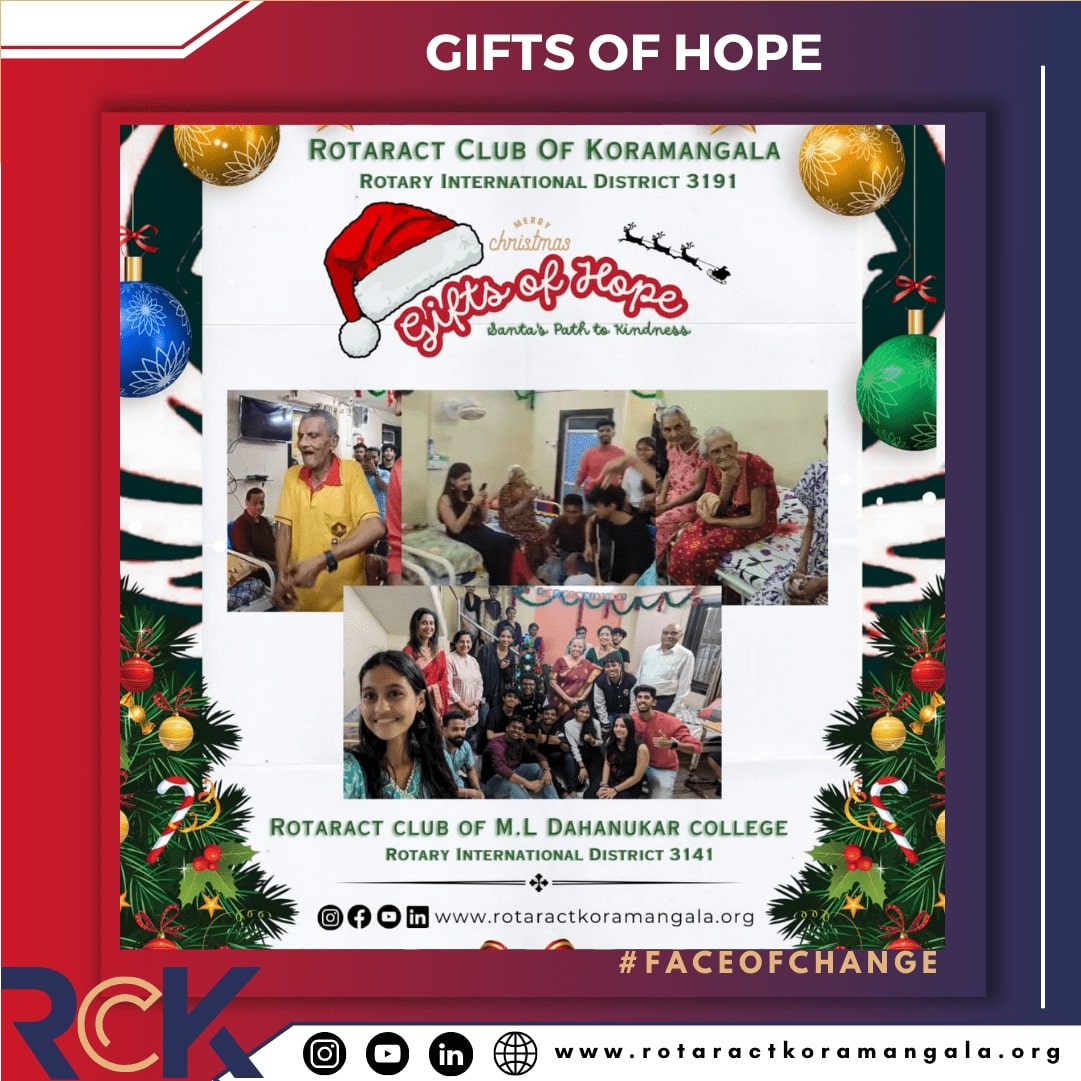 GIFTS OF HOPE
ROTARACT CLUB OF KORAMANGALA
ROTARY INTERNATIONAL DISTRICT 3191
MERRY
christmas
Gifts of Hope
Santa's Path to Kindness
ROTARACT CLUB OF M.L DAHANUKAR COLLEGE
ROTARY INTERNATIONAL DISTRICT 3141
www.rotaractkoramangala.org
#FACEOFCHANGE
RCK
www.rotaractkoramangala.org